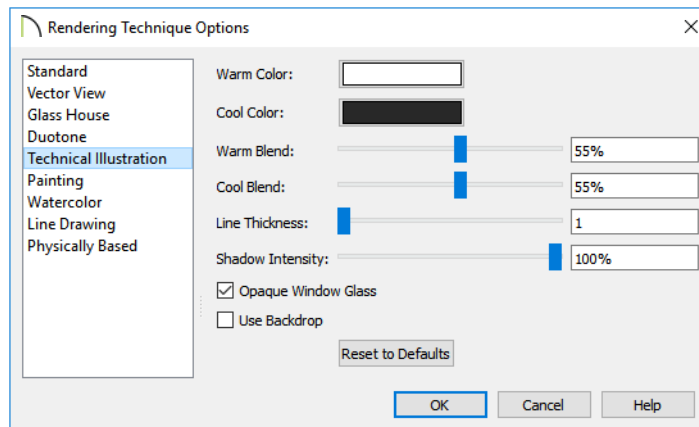 Rendering Technique Options
Standard
Vector View
Glass House
Duotone
Technical Illustration
Painting
Watercolor
Line Drawing
Physically Based
Warm Color:
Cool Color:
Warm Blend: 55%
Cool Blend: 55%
Line Thickness: 1
Shadow Intensity: 100%
Opaque Window Glass
Use Backdrop
Reset to Defaults
OK Cancel Help